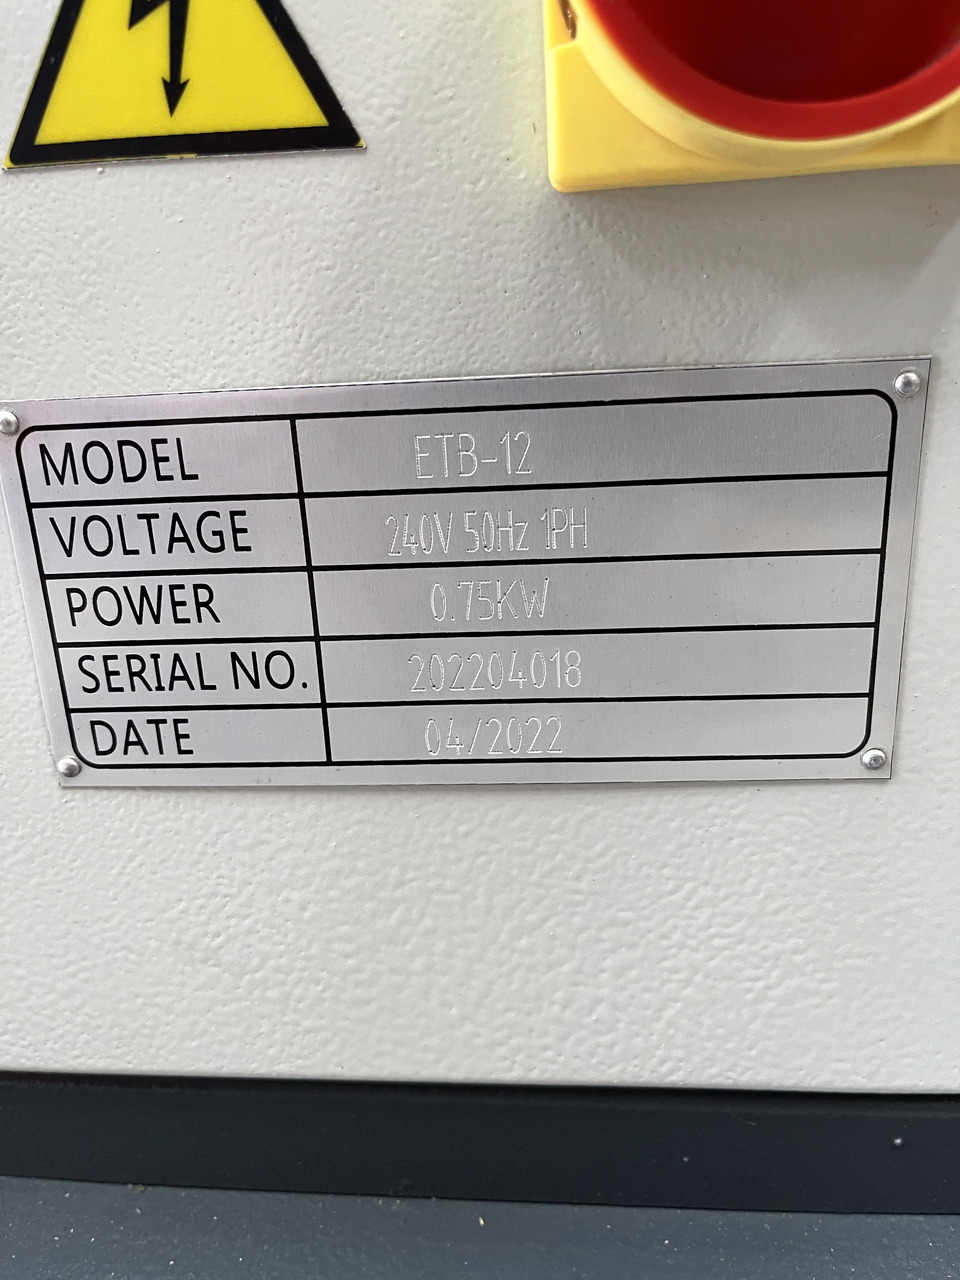 MODEL ETB-12
VOLTAGE 240V 50Hz 1PH
POWER 0.75KW
SERIAL NO. 202204018
DATE 04/2022